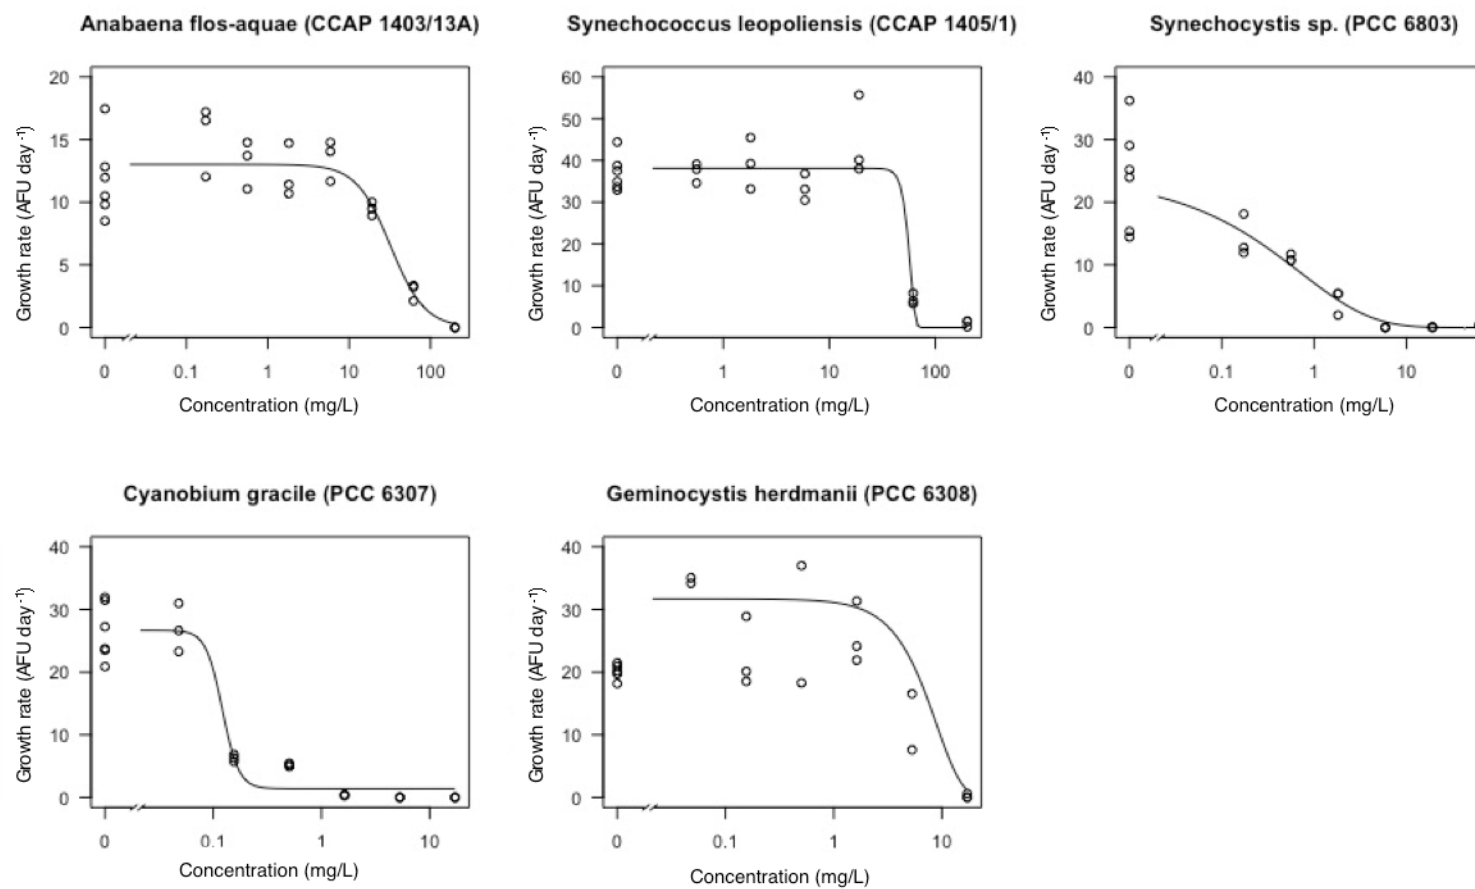 Anabaena flos-aquae (CCAP 1403/13A)
Growth rate (AFU day -1)
20
15
10
5
0
0 0.1 1 10 100
Concentration (mg/L)
Synechococcus leopoliensis (CCAP 1405/1)
Growth rate (AFU day -1)
60
50
40
30
20
10
0
0 1 10 100
Concentration (mg/L)
Synechocystis sp. (PCC 6803)
Growth rate (AFU day -1)
40
30
20
10
0
0 0.1 1 10
Concentration (mg/L)
Cyanobium gracile (PCC 6307)
Growth rate (AFU day -1)
40
30
20
10
0
0 0.1 1 10
Concentration (mg/L)
Geminocystis herdmanii (PCC 6308)
Growth rate (AFU day -1)
40
30
20
10
0
0 0.1 1 10
Concentration (mg/L)